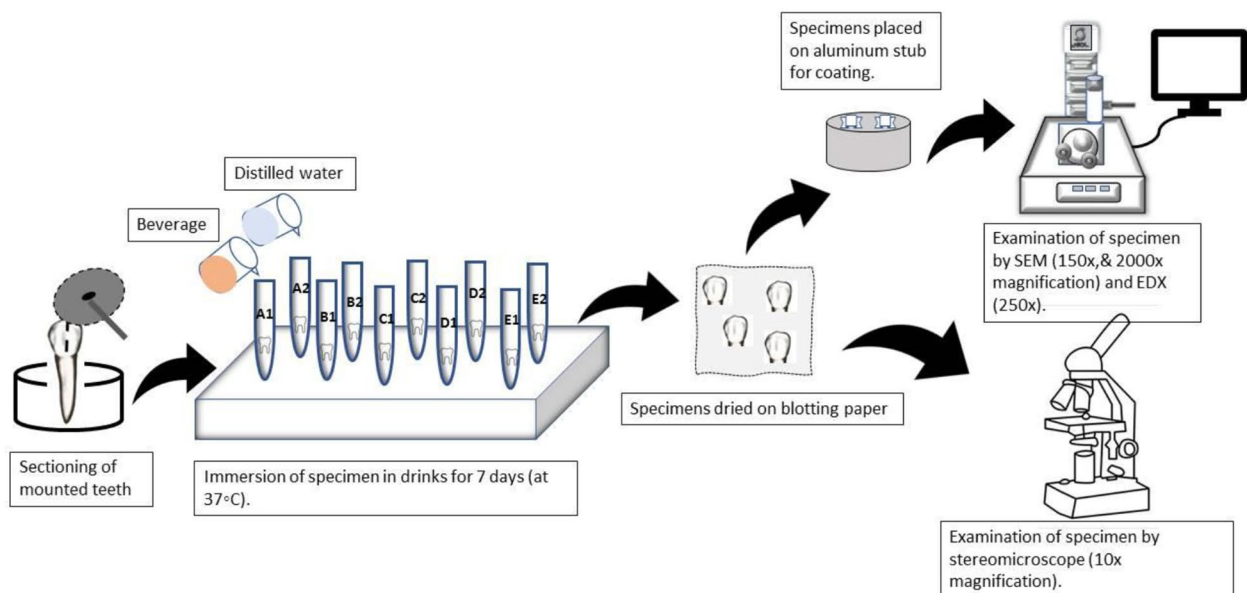 Specimens placed
on aluminum stub
for coating.
Distilled water
Beverage
A1
A2
B1
B2
C1
C2
D1
D2
E1
E2
Sectioning of
mounted teeth
Immersion of specimen in drinks for 7 days (at
37◦C).
Specimens dried on blotting paper
Examination of specimen
by SEM (150x,& 2000x
magnification) and EDX
(250x).
Examination of specimen by
stereomicroscope (10x
magnification).